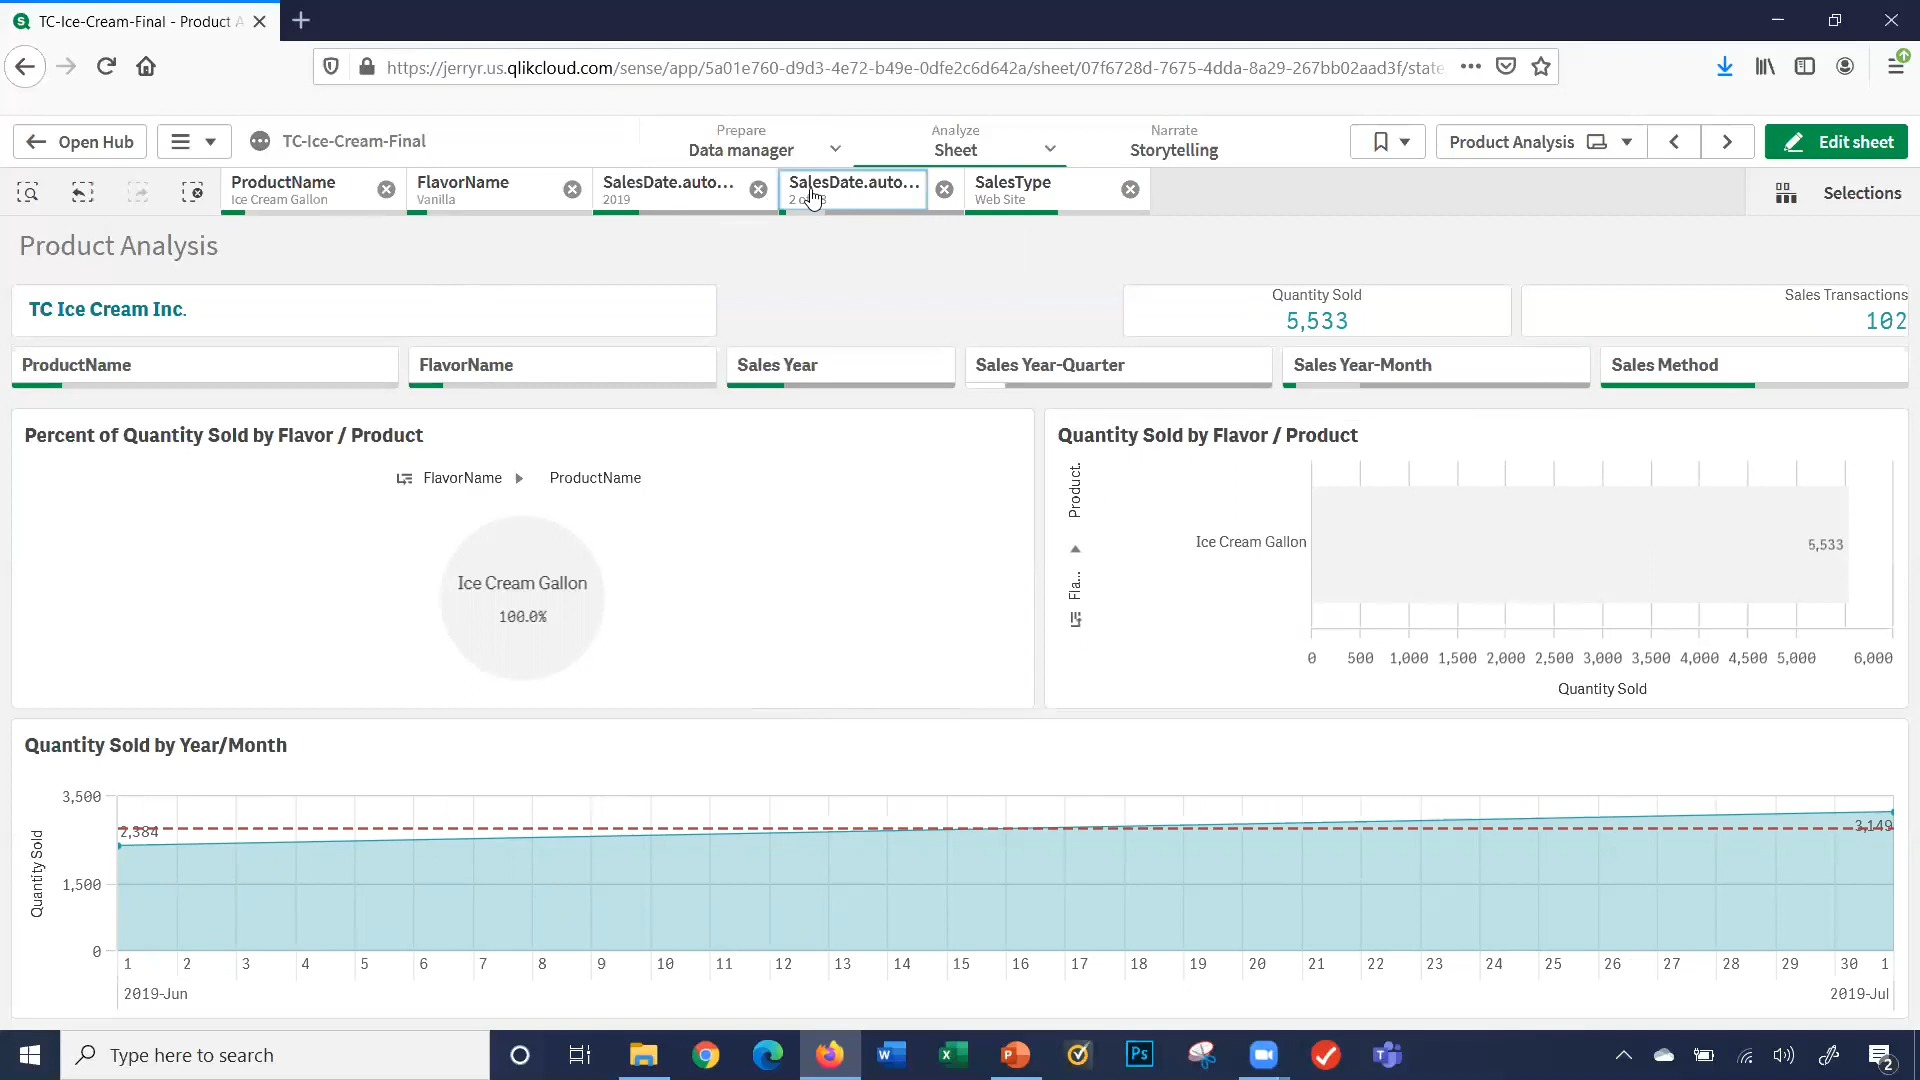 TC-Ice-Cream-Final - Product A
https://jerryr.us.qlikcloud.com/sense/app/5a01e760-d9d3-4e72-b49e-0dfe2c6d642a/sheet/07f6728d-7675-4dda-8a29-267bb02aad3f/state
Open Hub
TC-Ice-Cream-Final
Prepare
Data manager
Analyze
Sheet
Narrate
Storytelling
Product Analysis
Edit sheet
ProductName
Ice Cream Gallon
FlavorName
Vanilla
SalesDate.auto...
2019
SalesDate.auto...
SalesType
Web Site
Selections
Product Analysis
TC Ice Cream Inc.
Quantity Sold
5,533
Sales Transactions
102
ProductName
FlavorName
Sales Year
Sales Year-Quarter
Sales Year-Month
Sales Method
Percent of Quantity Sold by Flavor / Product
FlavorName
ProductName
Ice Cream Gallon
100.0%
Quantity Sold by Flavor / Product
Product.
Fla...
Ice Cream Gallon
5,533
0 500 1,000 1,500 2,000 2,500 3,000 3,500 4,000 4,500 5,000 6,000
Quantity Sold
Quantity Sold by Year/Month
Quantity Sold
3,500
1,500
0
2,384
3,149
1 2 3 4 5 6 7 8 9 10 11 12 13 14 15 16 17 18 19 20 21 22 23 24 25 26 27 28 29 30 1
2019-Jun
2019-Jul
Type here to search
2